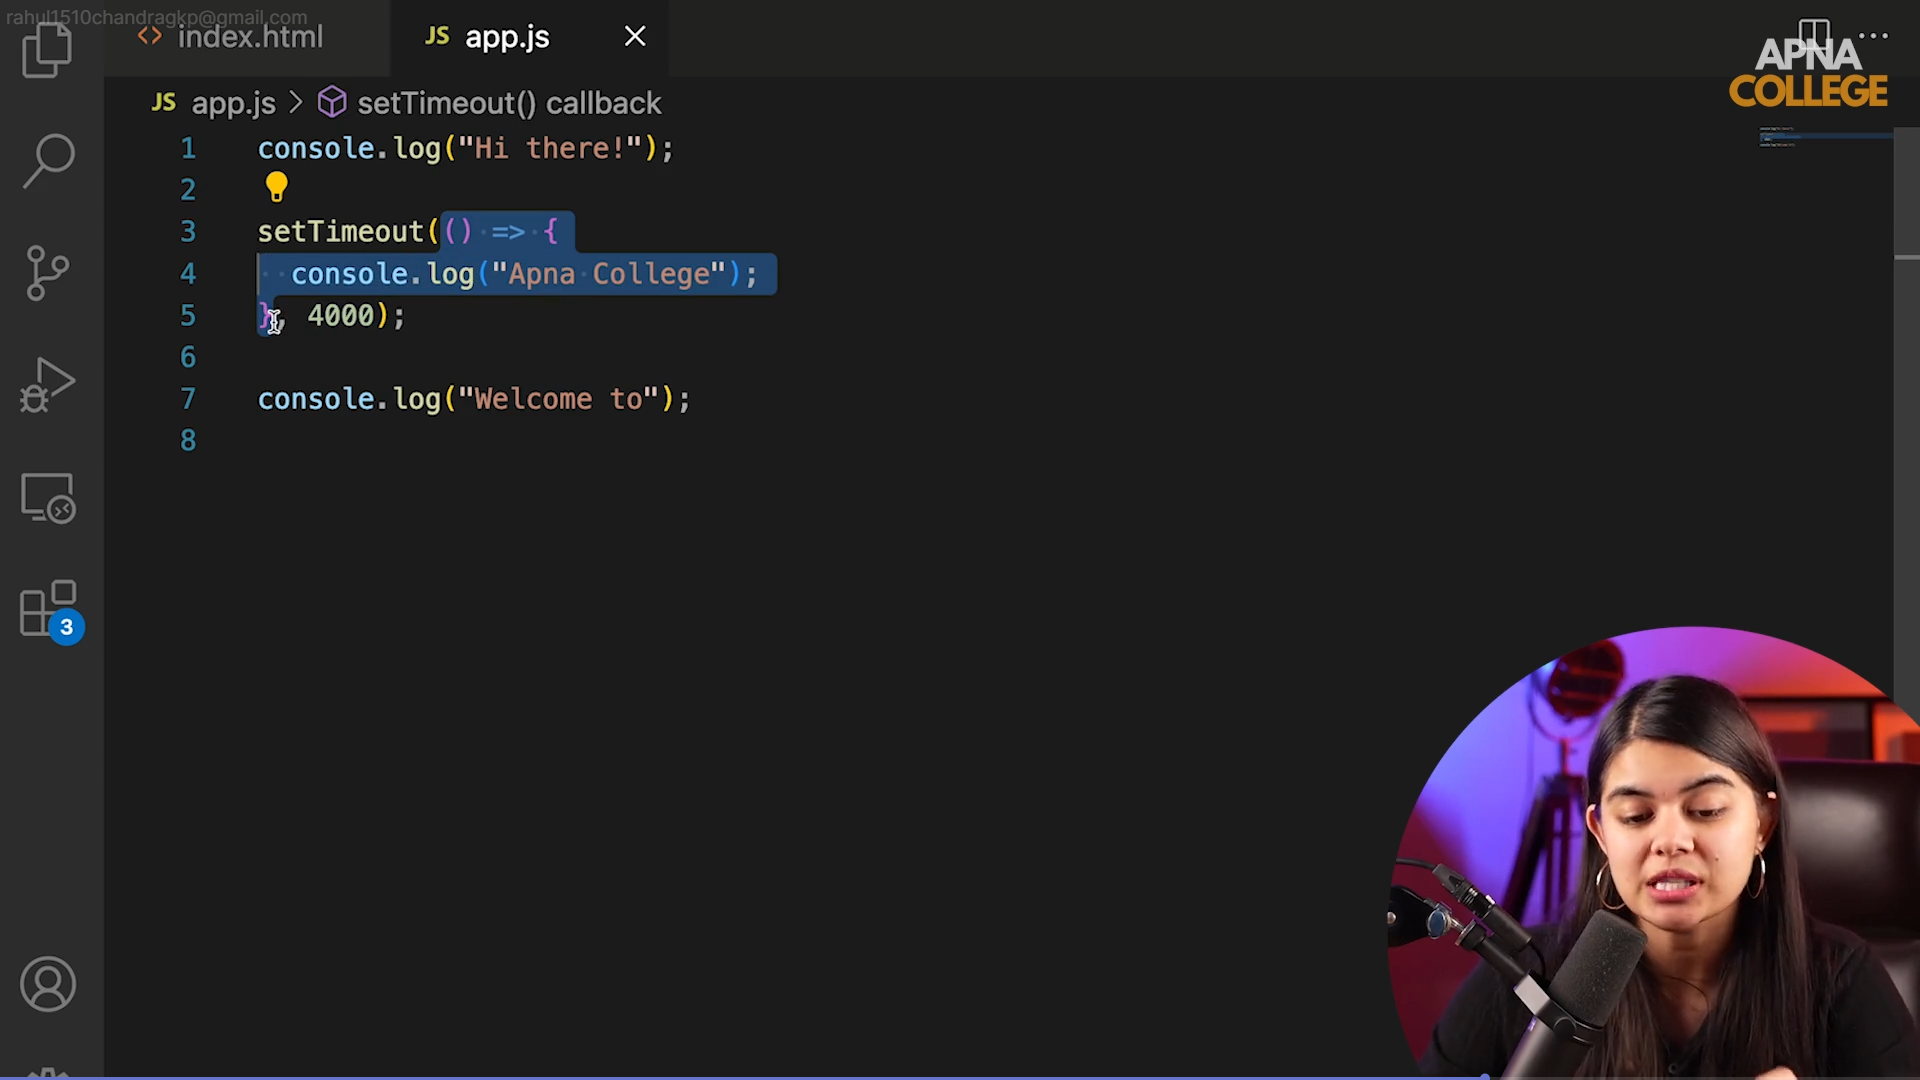 rahul1510chandragkp@gmail.com
index.html
JS app.js
APNA
COLLEGE
JS app.js > setTimeout() callback
1 console.log("Hi there!");
2
3 setTimeout(() => {
4 console.log("Apna College");
5 }, 4000);
6
7 console.log("Welcome to");
8
3